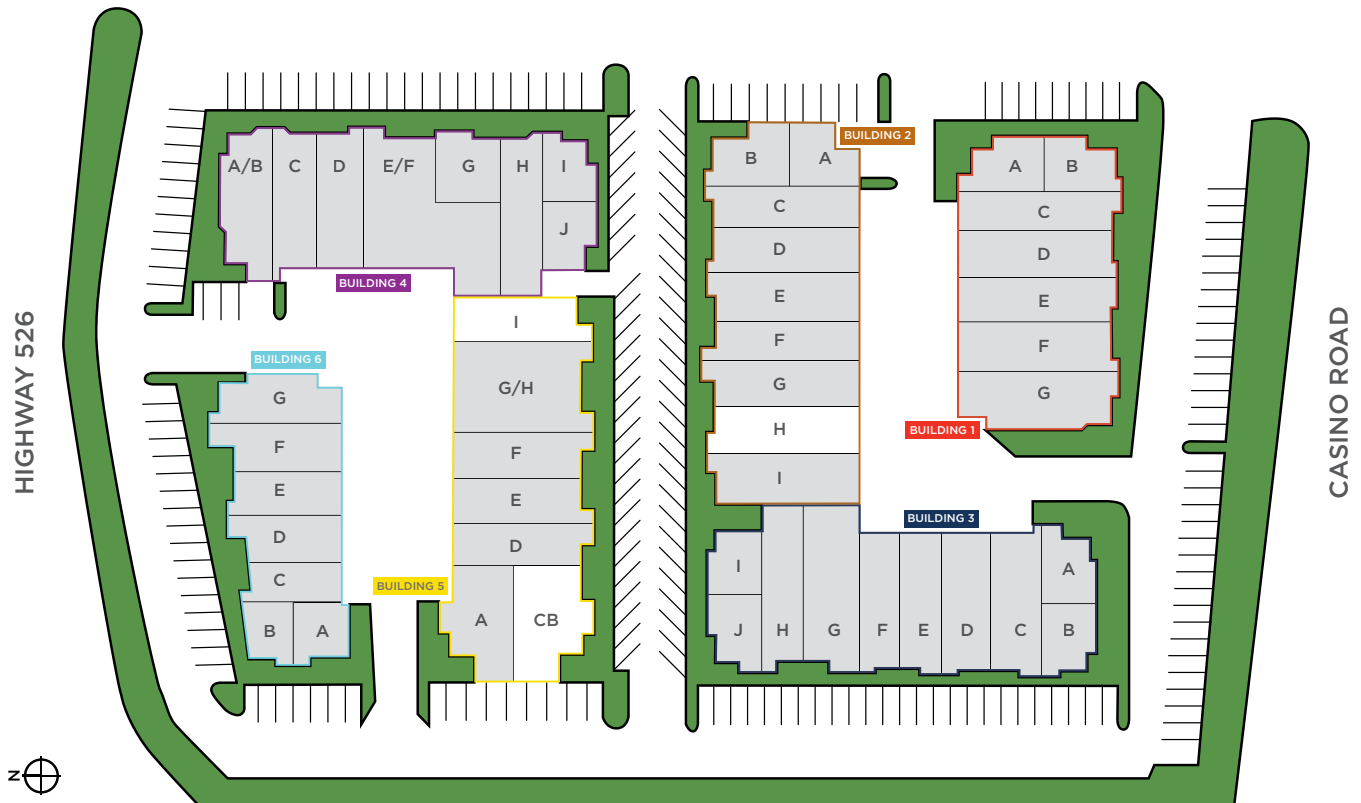 HIGHWAY 526
CASINO ROAD
N
BUILDING 4
A/B
C
D
E/F
G
H
I
J
BUILDING 6
G
F
E
D
C
B
A
BUILDING 5
I
G/H
F
E
D
A
CB
BUILDING 2
B
A
C
D
E
F
G
H
I
BUILDING 1
A
B
C
D
E
F
G
BUILDING 3
I
J
H
G
F
E
D
C
A
B